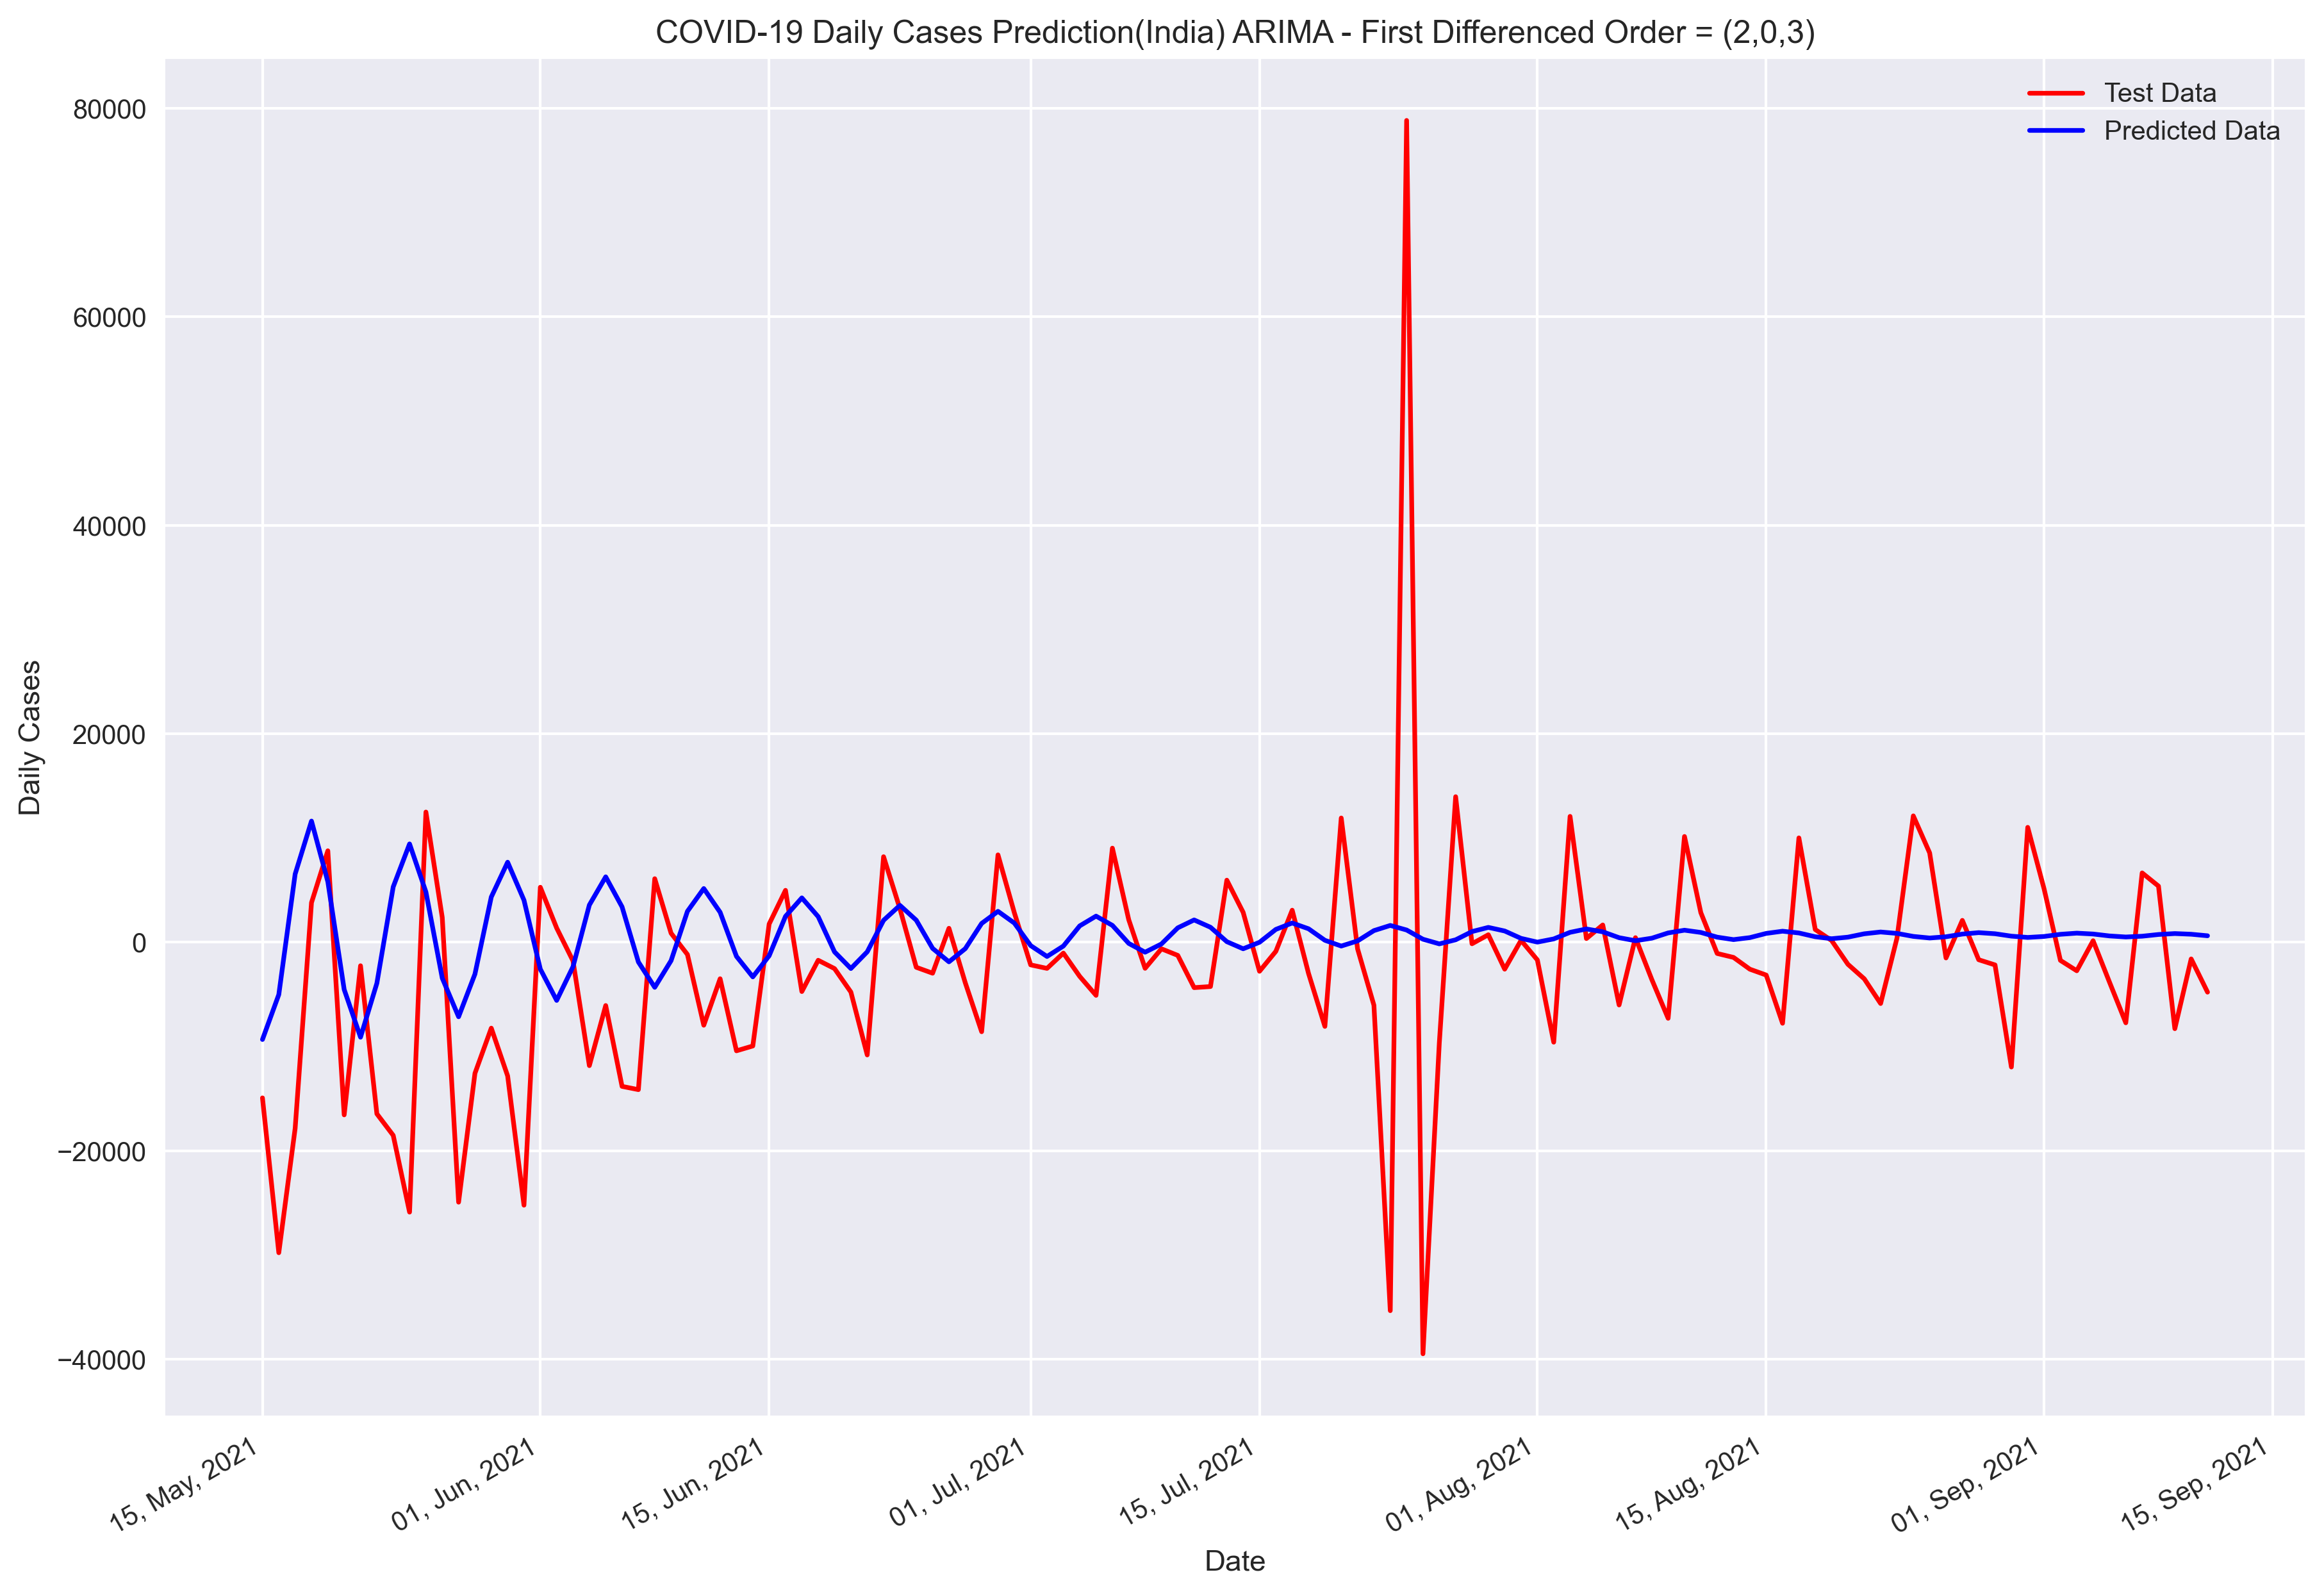 COVID-19 Daily Cases Prediction(India) ARIMA - First Differenced Order = (2,0,3)
Test Data
Predicted Data
80000
60000
40000
20000
0
−20000
−40000
Daily Cases
15, May, 2021
01, Jun, 2021
15, Jun, 2021
01, Jul, 2021
15, Jul, 2021
01, Aug, 2021
15, Aug, 2021
01, Sep, 2021
15, Sep, 2021
Date